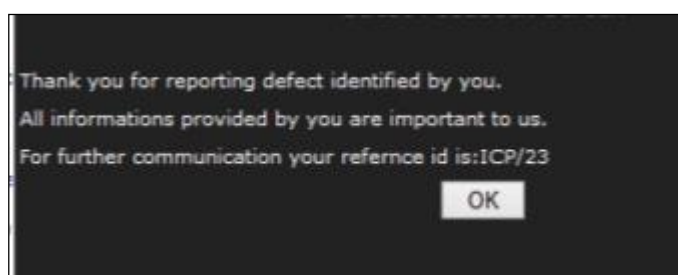 Thank you for reporting defect identified by you.
All informations provided by you are important to us.
For further communication your refernce id is:ICP/23
OK